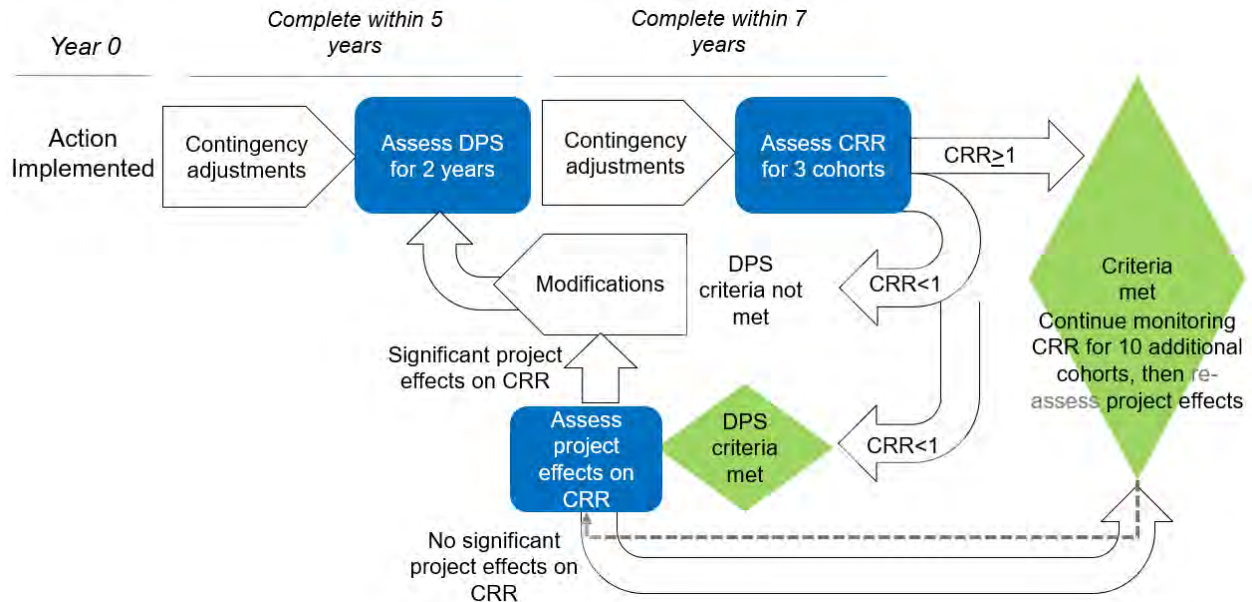 Year 0
Complete within 5
years
Complete within 7
years
Action
Implemented
Contingency
adjustments
Assess DPS
for 2 years
Contingency
adjustments
Assess CRR
for 3 cohorts
CRR≥1
Modifications
DPS
criteria not
met
CRR<1
Criteria
met
Continue monitoring
CRR for 10 additional
cohorts, then re-
assess project effects
Significant project
effects on CRR
Assess
project
effects on
CRR
DPS
criteria
met
CRR<1
No significant
project effects on
CRR